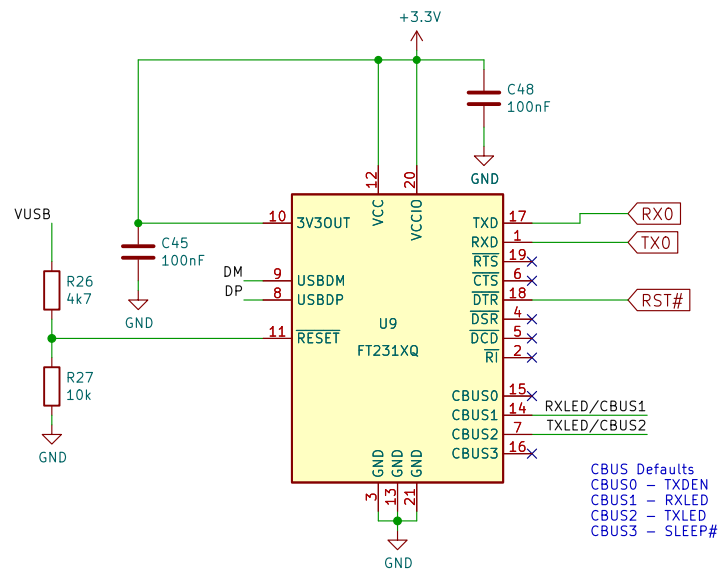 +3.3V
C48
100nF
GND
12
20
VCC
VCCIO
VUSB
10
3V3OUT
TXD
17
RX0
RXD
1
TX0
C45
100nF
RTS
19
DM
9
USBDM
CTS
6
R26
4k7
DP
8
USBDP
DTR
18
RST#
GND
U9
DSR
4
11
RESET
FT231XQ
DCD
5
RI
2
R27
10k
CBUS0
15
CBUS1
14
RXLED/CBUS1
CBUS2
7
TXLED/CBUS2
GND
GND
GND
GND
CBUS3
16
3
13
21
GND
CBUS Defaults
CBUS0 – TXDEN
CBUS1 – RXLED
CBUS2 – TXLED
CBUS3 – SLEEP#